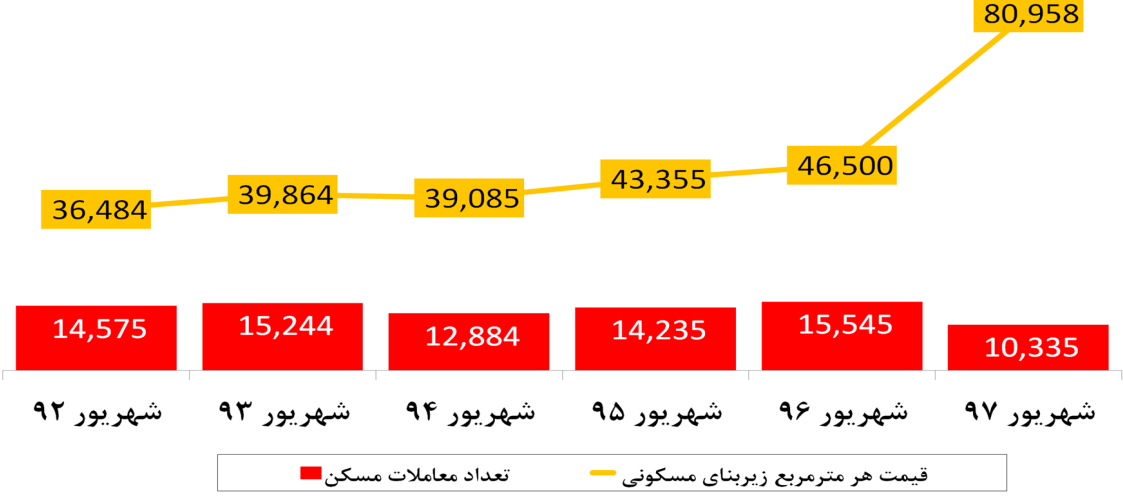 80,958
46,500
43,355
39,864
39,085
36,484
14,575
15,244
12,884
14,235
15,545
10,335
شهریور ۹۲
شهریور ۹۳
شهریور ۹۴
شهریور ۹۵
شهریور ۹۶
شهریور ۹۷
تعداد معاملات مسکن
قیمت هر مترمربع زیربنای مسکونی